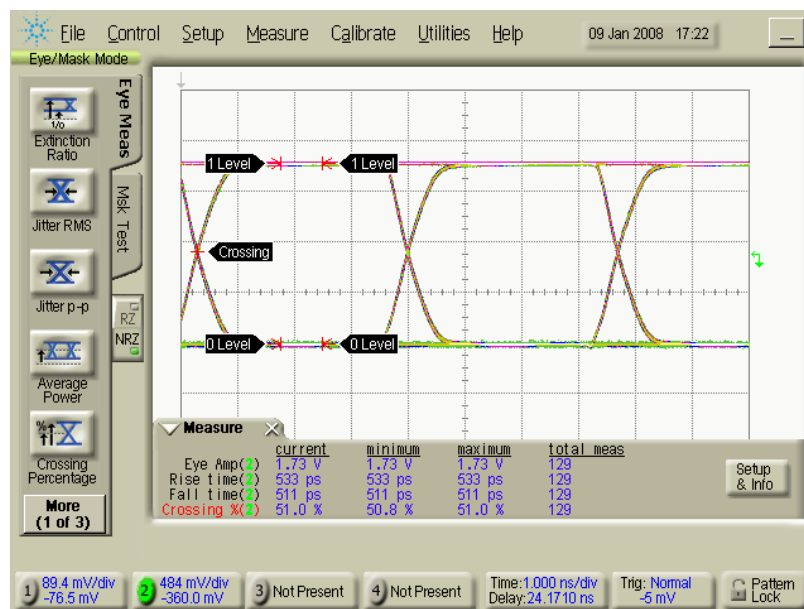 File Control Setup Measure Calibrate Utilities Help 09 Jan 2008 17:22
Eye/Mask Mode
Eye Meas
Msk Test
Extinction
Ratio
Jitter RMS
Jitter p-p
RZ
NRZ
Average
Power
Crossing
Percentage
More
(1 of 3)
1 Level 1 Level
Crossing
0 Level 0 Level
Measure
current minimum maximum total meas
Eye Amp(2) 1.73 V 1.73 V 1.73 V 129
Rise time(2) 533 ps 533 ps 533 ps 129
Fall time(2) 511 ps 511 ps 511 ps 129
Crossing %(2) 51.0 % 50.8 % 51.0 % 129
Setup
& Info
1) 89.4 mV/div
-76.5 mV
2) 484 mV/div
-360.0 mV
3) Not Present
4) Not Present
Time:1.000 ns/div
Delay:24.1710 ns
Trig: Normal
-5 mV
Pattern
Lock